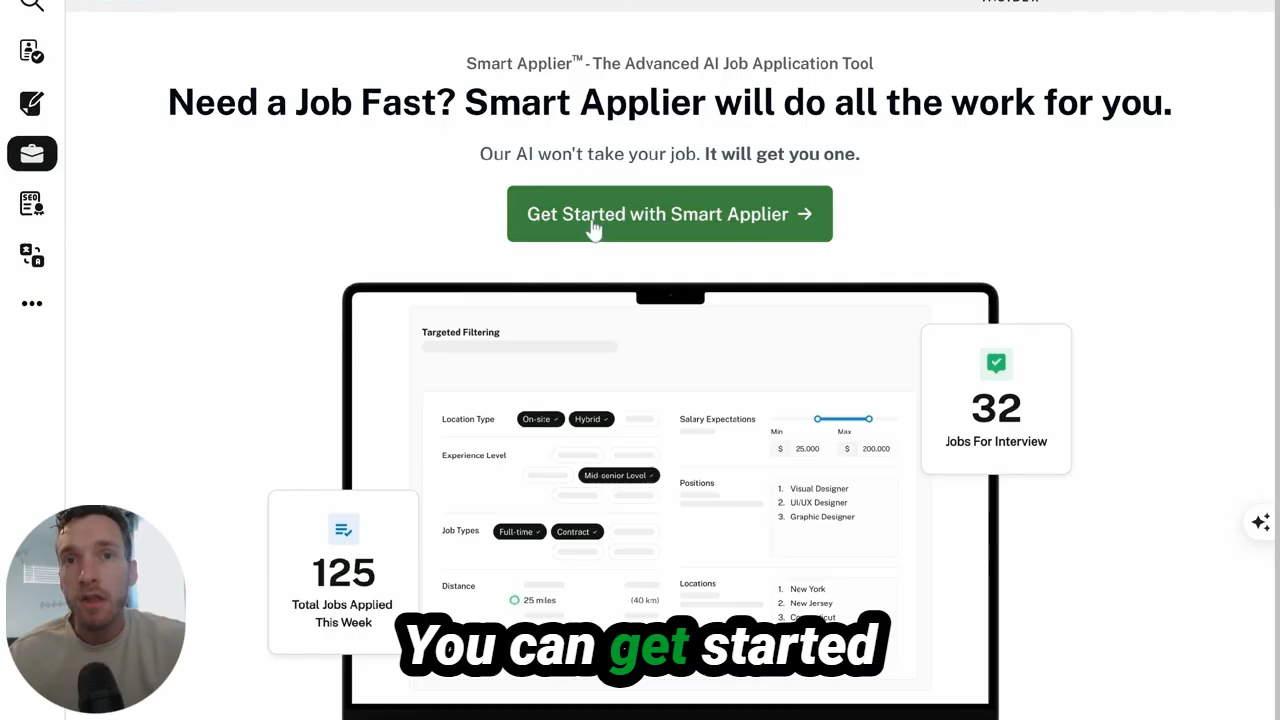 Smart Applier™ - The Advanced AI Job Application Tool
Need a Job Fast? Smart Applier will do all the work for you.
Our AI won't take your job. It will get you one.
Get Started with Smart Applier →
SEO
Targeted Filtering
Location Type On-site ✓ Hybrid ✓
Experience Level
Mid-senior Level ✓
Job Types Full-time ✓ Contract ✓
Distance
25 miles (40 km)
Salary Expectations
Min Max
$ 25,000 $ 200,000
Positions
1. Visual Designer
2. UI/UX Designer
3. Graphic Designer
Locations
1. New York
2. New Jersey
32
Jobs For Interview
125
Total Jobs Applied
This Week
You can get started